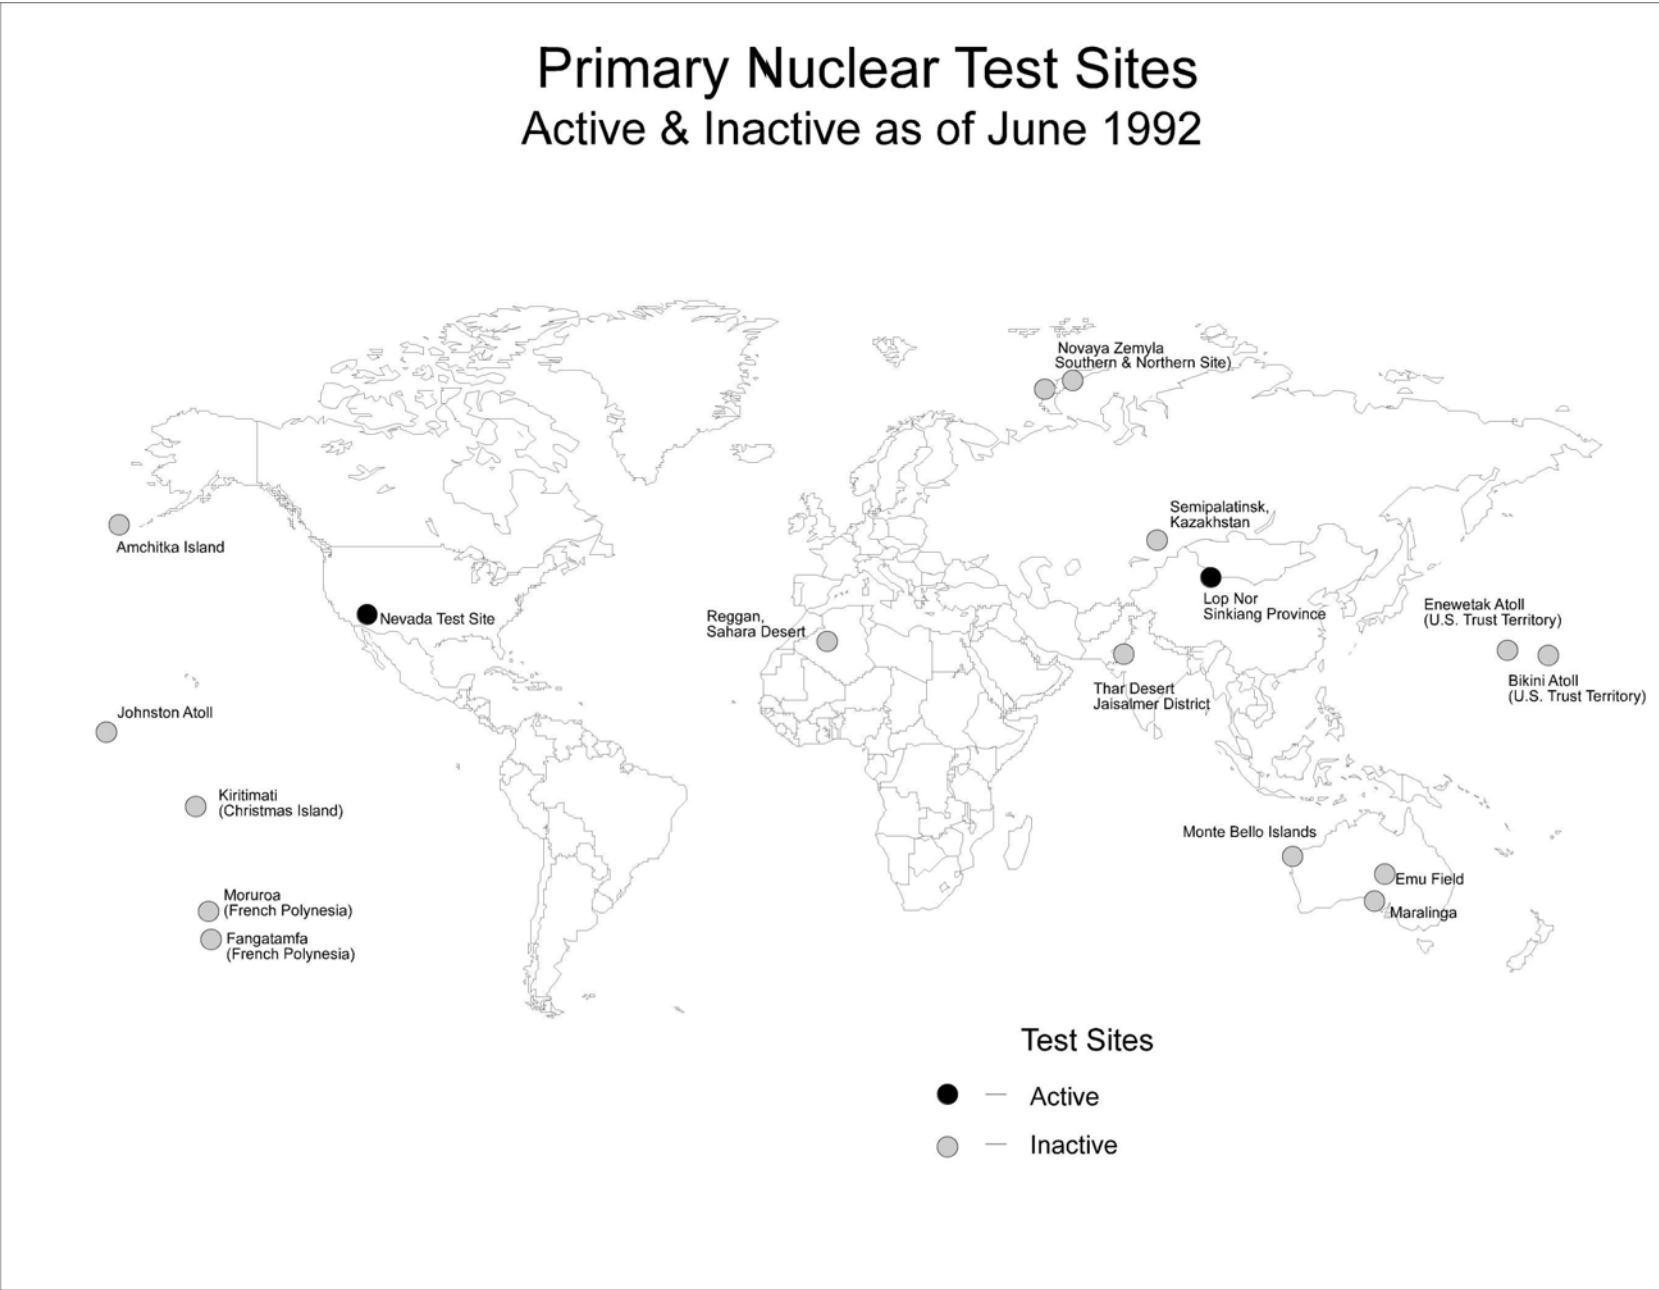 Primary Nuclear Test Sites
Active & Inactive as of June 1992
Novaya Zemyla
Southern & Northern Site)
Semipalatinsk,
Kazakhstan
Amchitka Island
Lop Nor
Sinkiang Province
Enewetak Atoll
(U.S. Trust Territory)
Nevada Test Site
Reggan,
Sahara Desert
Bikini Atoll
(U.S. Trust Territory)
Thar Desert
Jaisalmer District
Johnston Atoll
Kiritimati
(Christmas Island)
Monte Bello Islands
Emu Field
Maralinga
Moruroa
(French Polynesia)
Fangatamfa
(French Polynesia)
Test Sites
— Active
— Inactive